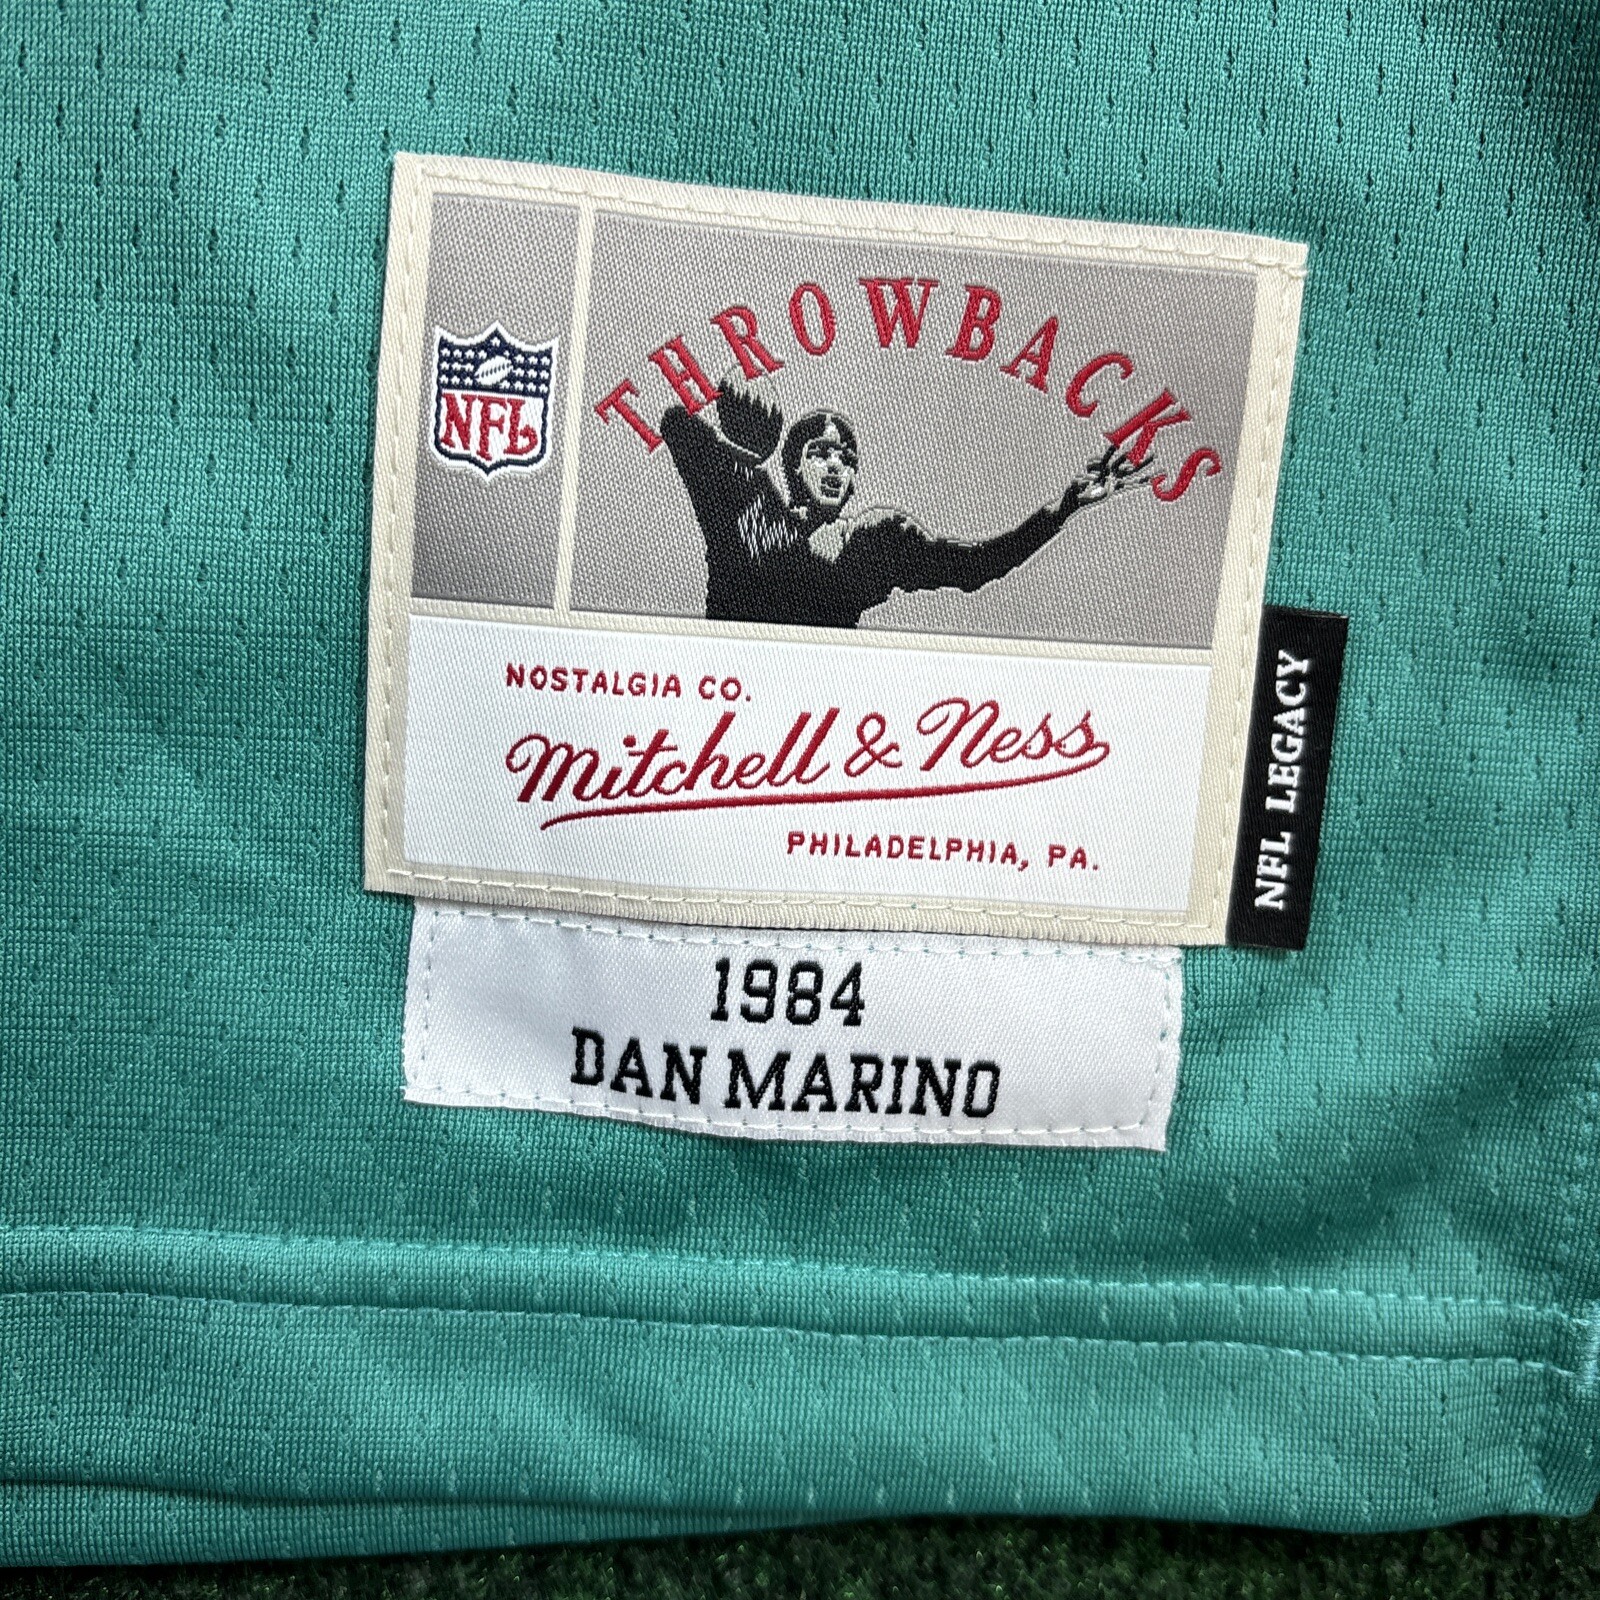 THROWBACKS
NFL
NOSTALGIA CO.
Mitchell & Ness
PHILADELPHIA, PA.
NFL LEGACY
1984
DAN MARINO